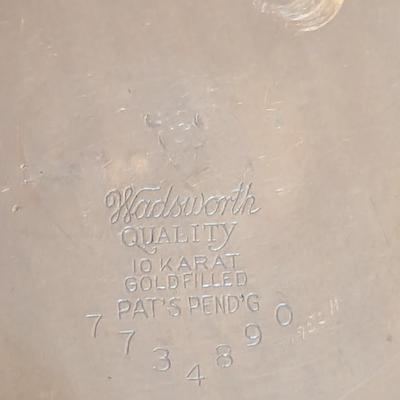 Wadsworth
QUALITY
10 KARAT
GOLDFILLED
PAT'S PEND'G
7734890